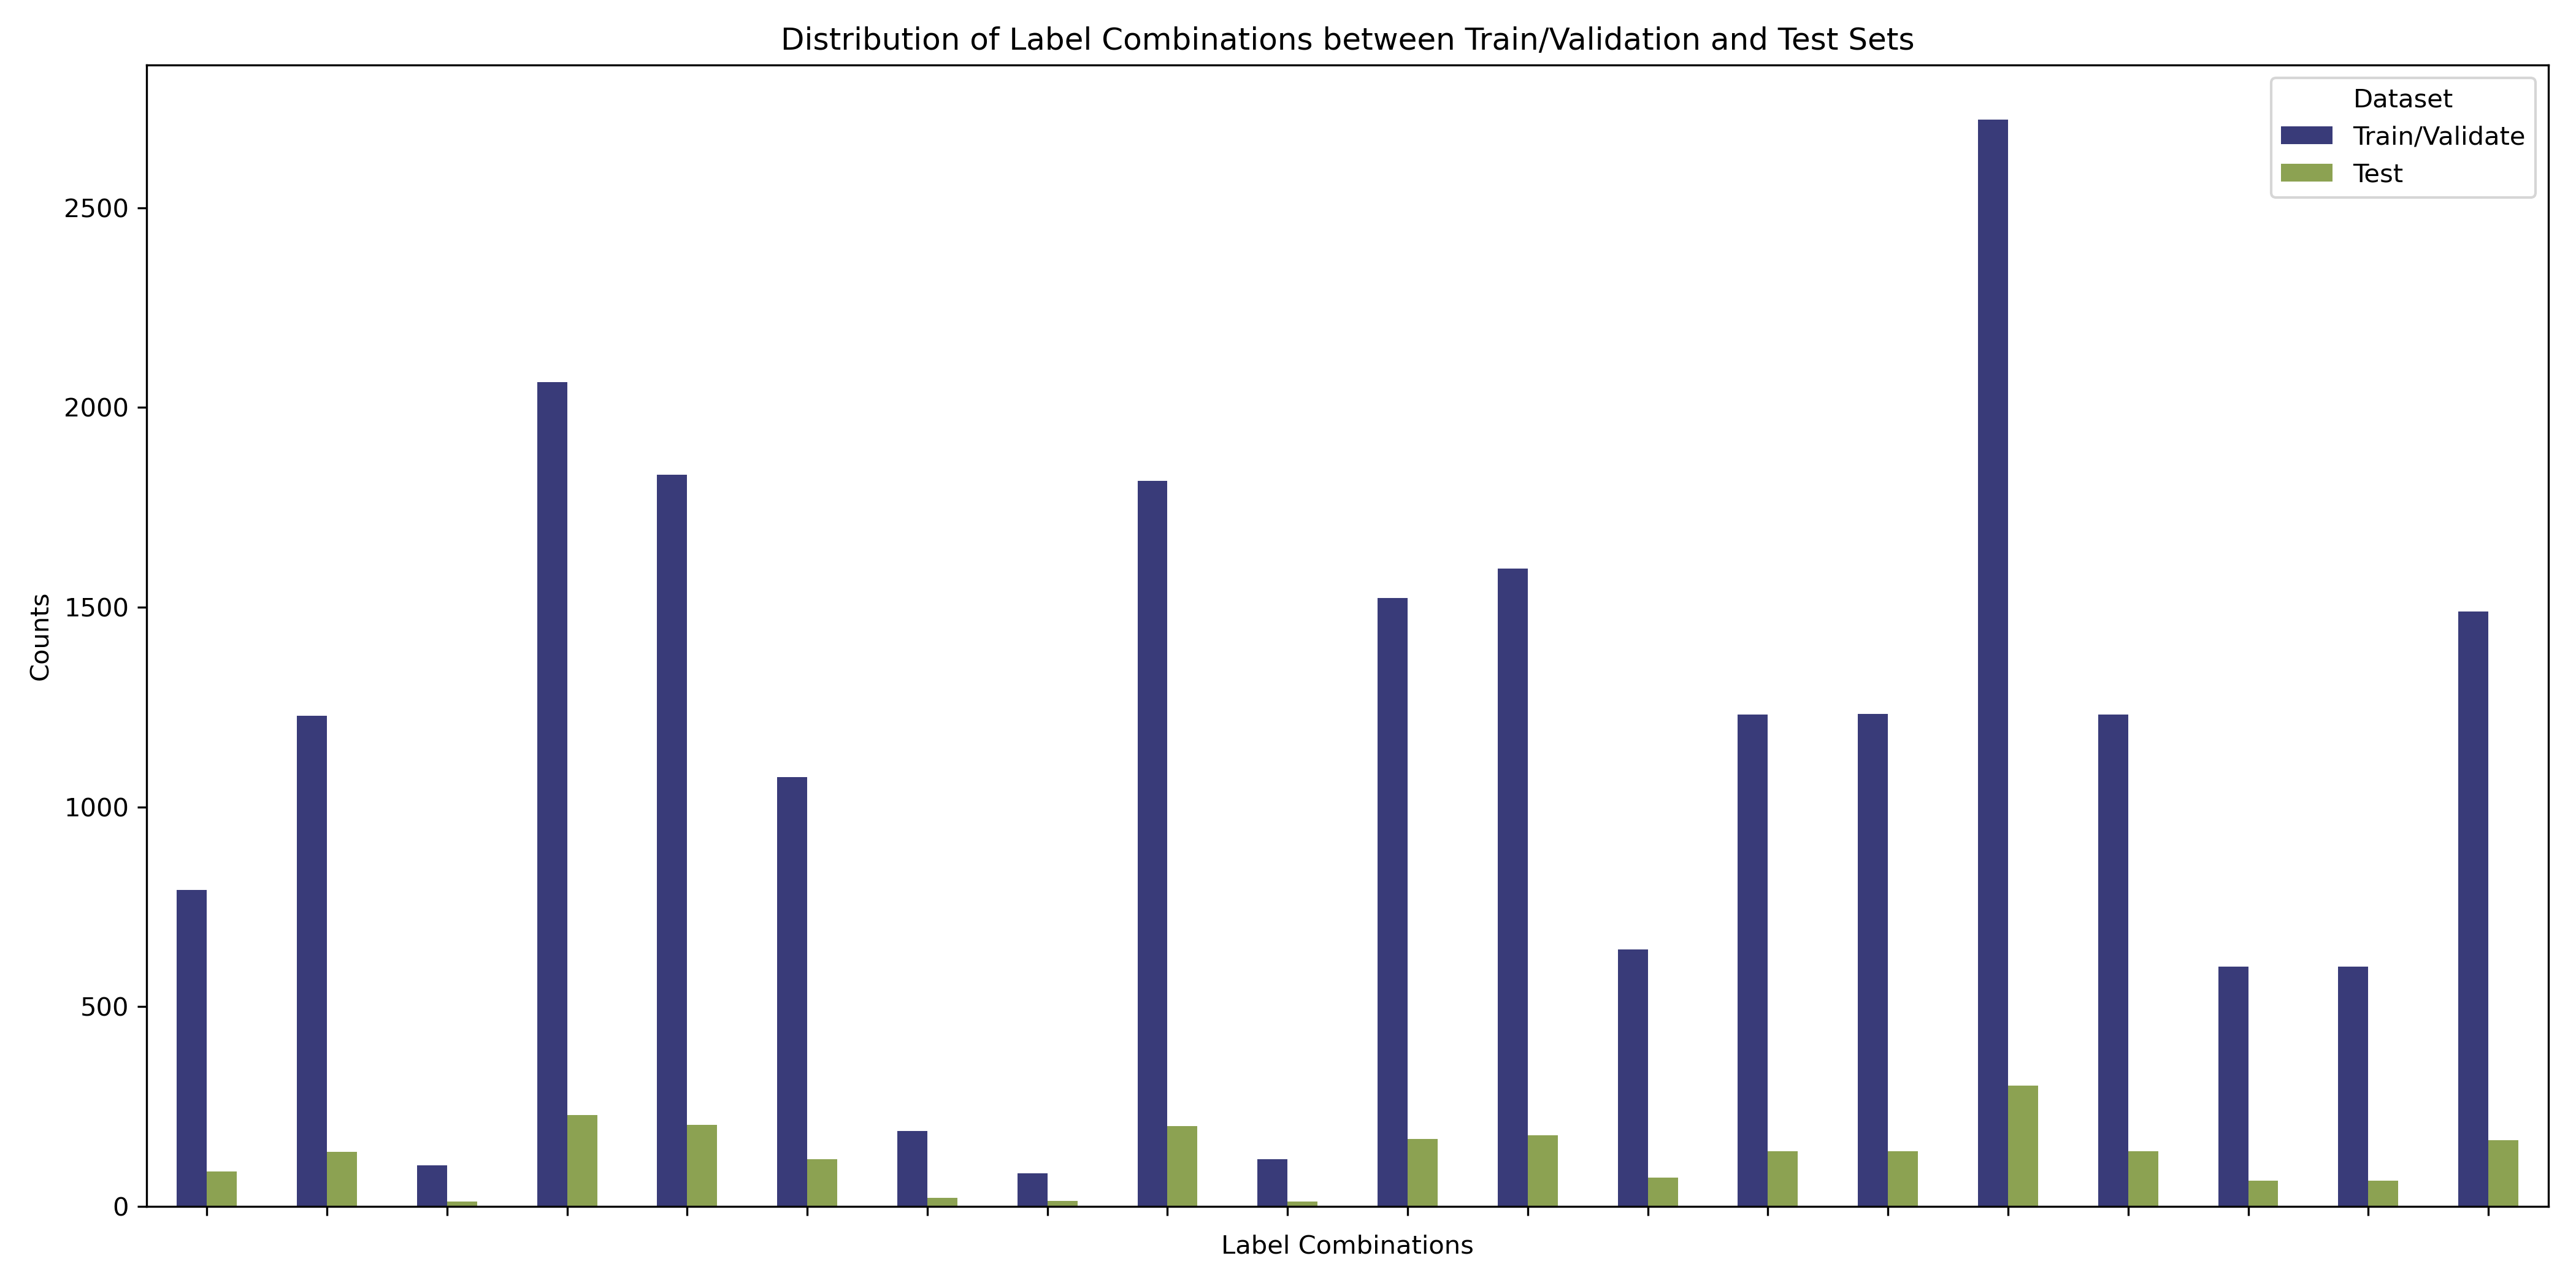 Distribution of Label Combinations between Train/Validation and Test Sets
Dataset
Train/Validate
Test
2500
2000
1500
1000
500
0
Counts
Label Combinations